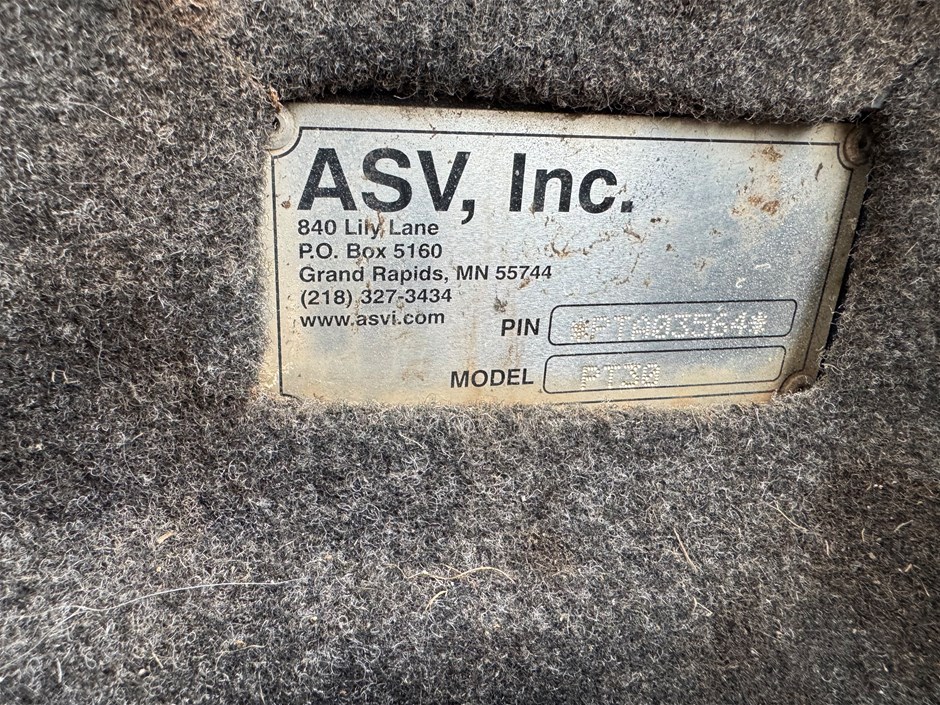 ASV, Inc.
840 Lily Lane
P.O. Box 5160
Grand Rapids, MN 55744
(218) 327-3434
www.asvi.com
PIN
MODEL PT30